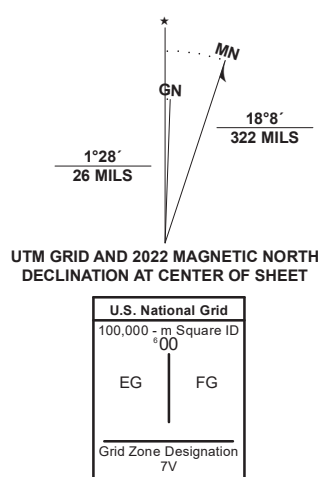 ★
MN
GN
18°8´
322 MILS
1°28´
26 MILS
UTM GRID AND 2022 MAGNETIC NORTH
DECLINATION AT CENTER OF SHEET
U.S. National Grid
100,000 - m Square ID
⁶00
EG FG
Grid Zone Designation
7V